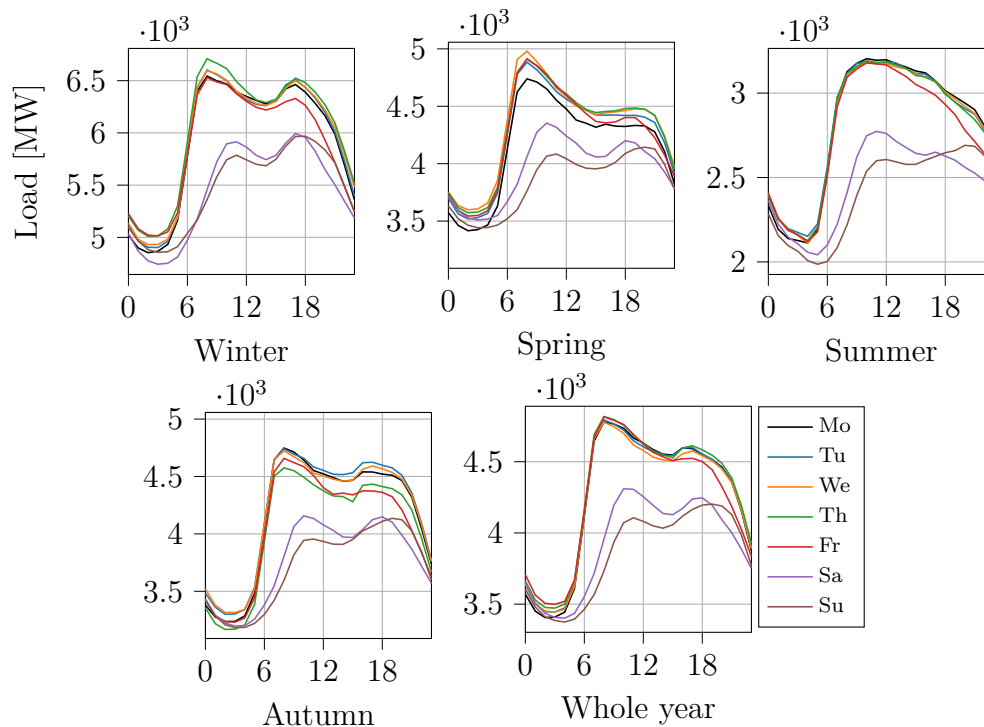 ·10³ ·10³ ·10³
Load [MW]
6.5
6
5.5
5
0 6 12 18
Winter
5
4.5
4
3.5
0 6 12 18
Spring
3
2.5
2
0 6 12 18
Summer
·10³ ·10³
5
4.5
4
3.5
0 6 12 18
Autumn
4.5
4
3.5
0 6 12 18
Whole year
Mo
Tu
We
Th
Fr
Sa
Su